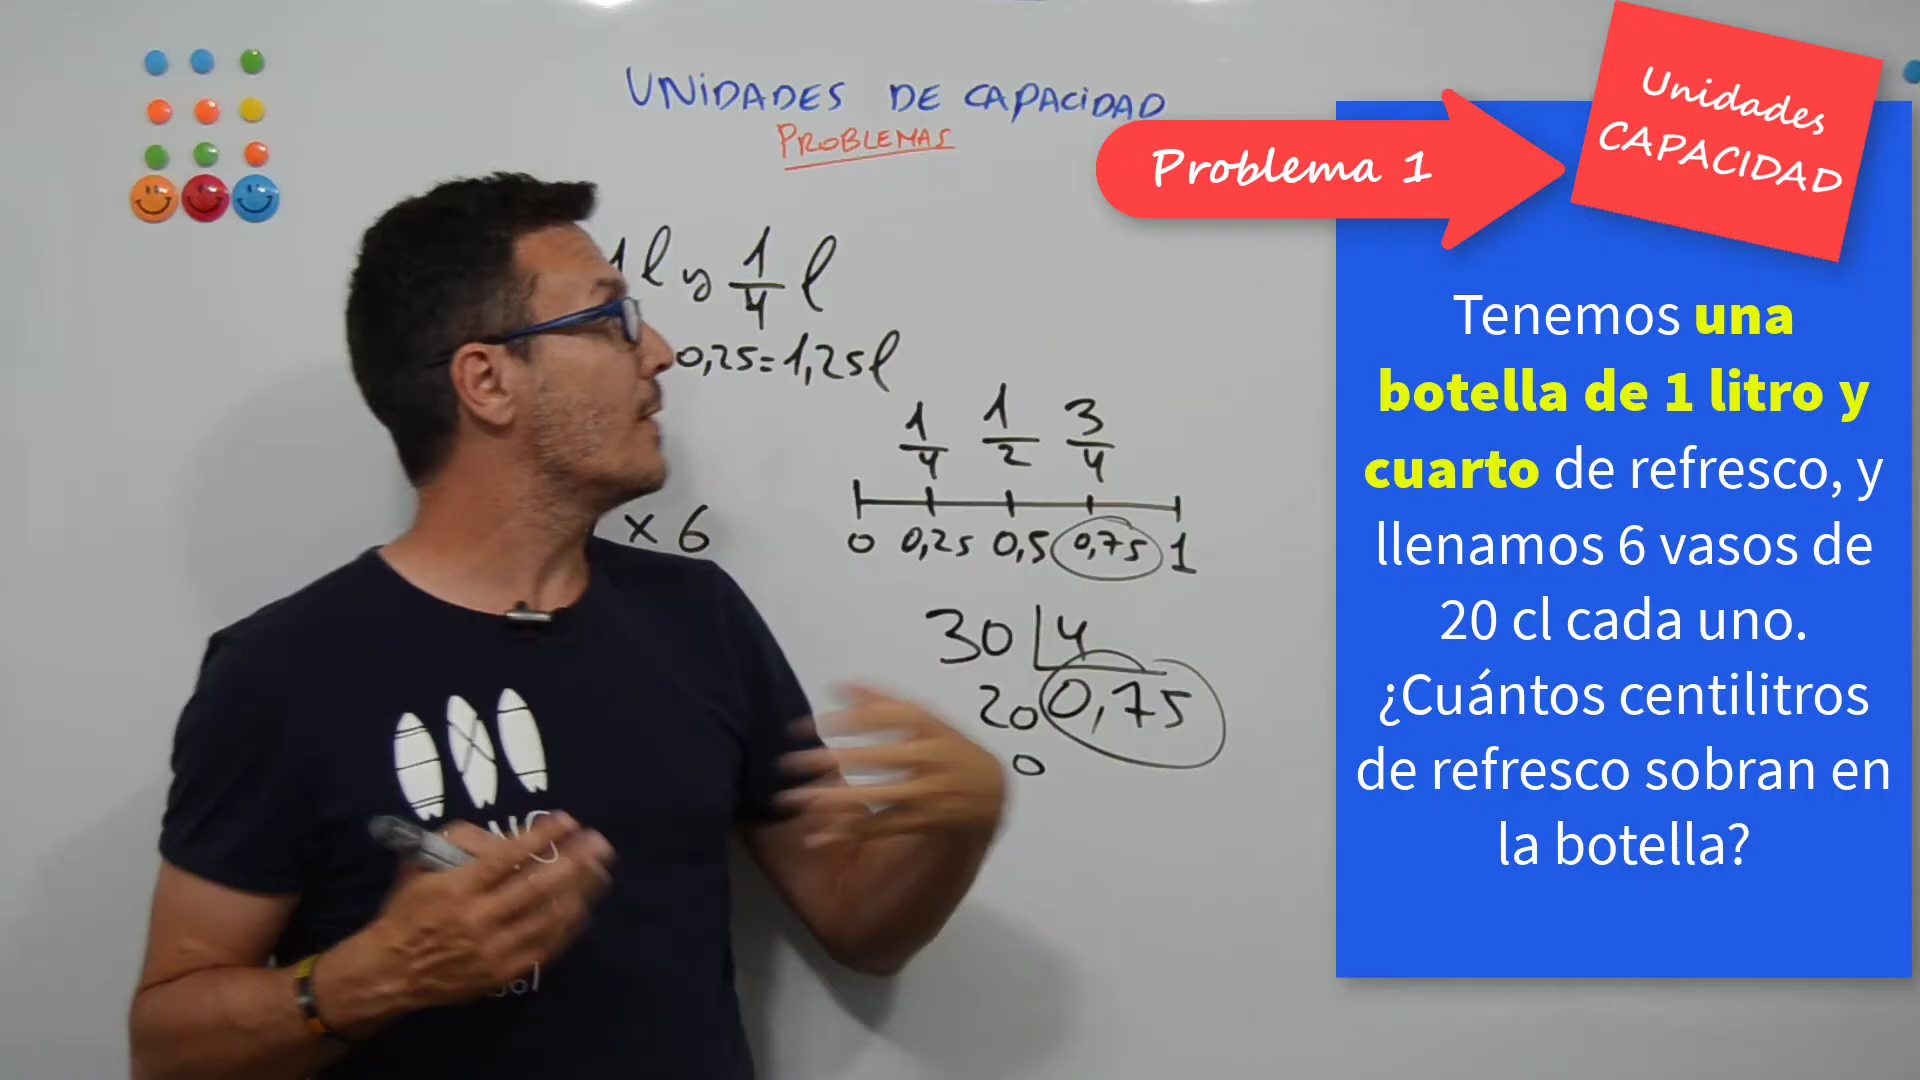 UNIDADES DE CAPACIDAD
PROBLEMAS
1 l y 1/4 l
0,25 = 1,25 l
1/4 1/2 3/4
0 0,25 0,5 0,75 1
x 6
30 4
20 0,75
0
Problema 1
Unidades
CAPACIDAD
Tenemos una
botella de 1 litro y
cuarto de refresco, y
llenamos 6 vasos de
20 cl cada uno.
¿Cuántos centilitros
de refresco sobran en
la botella?